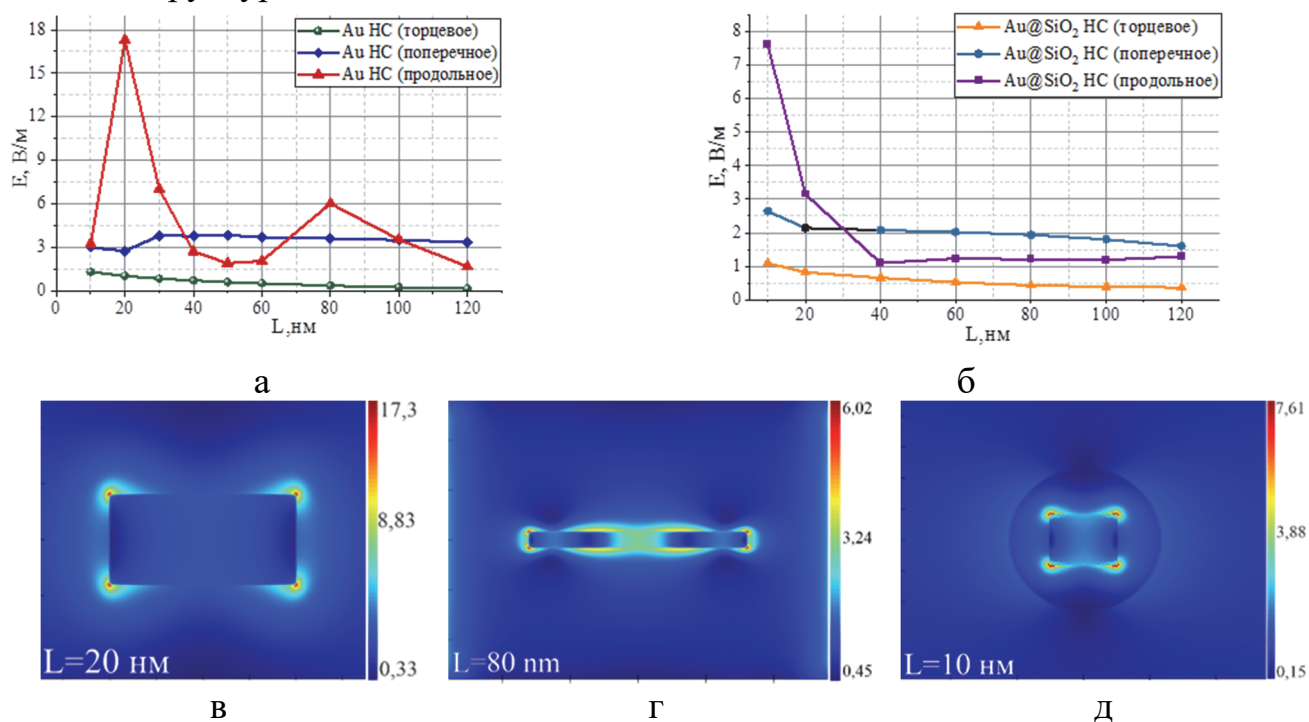 18
15
12
9
6
3
0
E, В/м
Au НС (торцевое)
Au НС (поперечное)
Au НС (продольное)
0 20 40 60 80 100 120
L,нм
а
8
7
6
5
4
3
2
1
0
E, В/м
Au@SiO₂ НС (торцевое)
Au@SiO₂ НС (поперечное)
Au@SiO₂ НС (продольное)
20 40 60 80 100 120
L,нм
б
17,3
8,83
0,33
L=20 нм
в
6,02
3,24
0,45
L=80 nm
г
7,61
3,88
0,15
L=10 нм
д